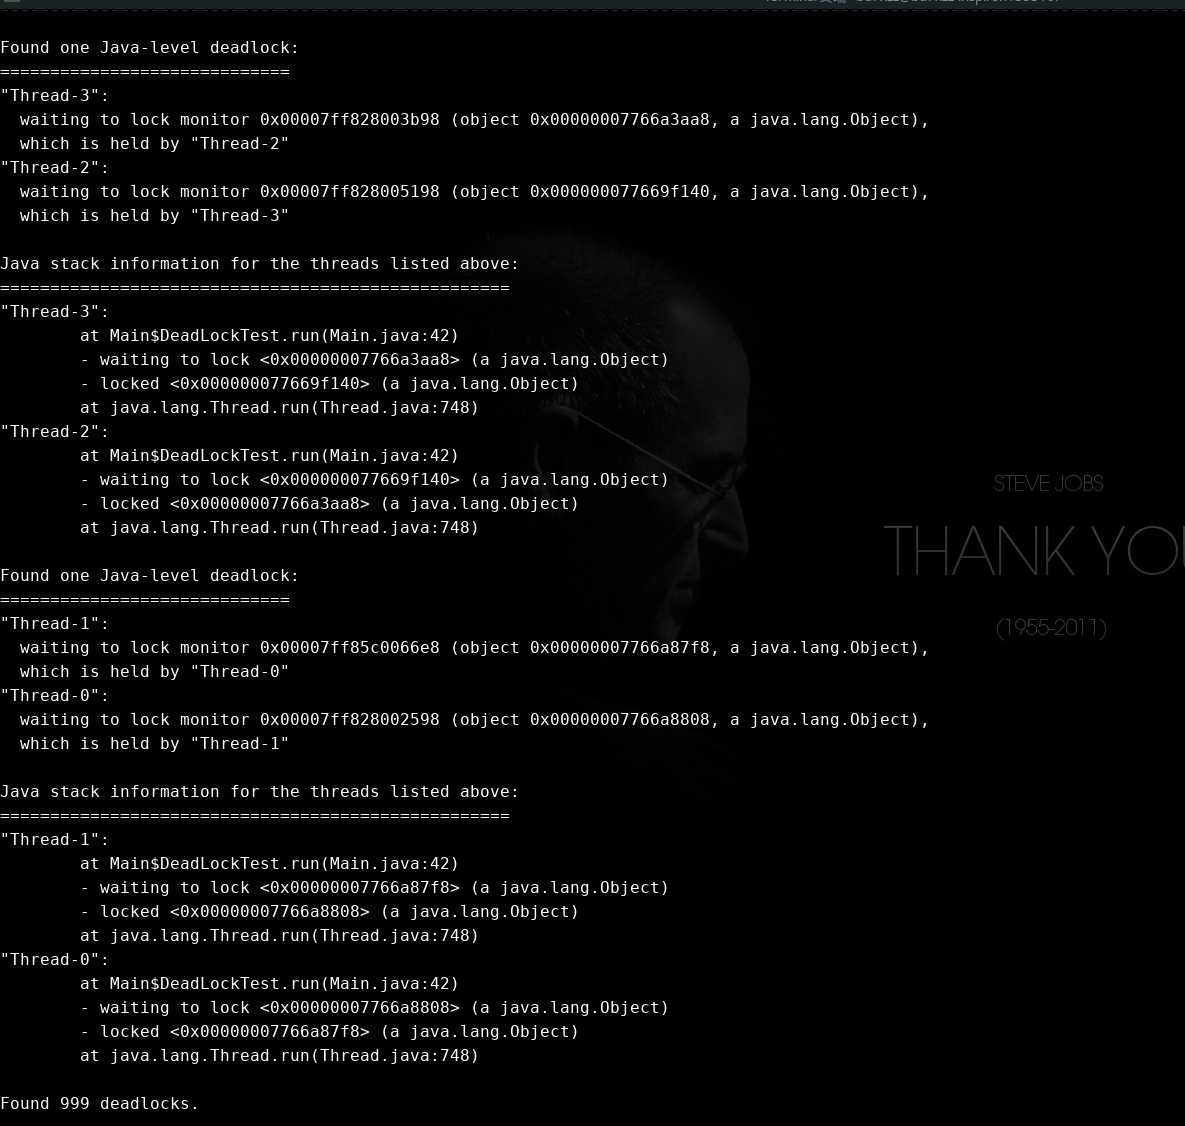 Found one Java-level deadlock:
=============================
"Thread-3":
  waiting to lock monitor 0x00007ff828003b98 (object 0x00000007766a3aa8, a java.lang.Object),
  which is held by "Thread-2"
"Thread-2":
  waiting to lock monitor 0x00007ff828005198 (object 0x000000077669f140, a java.lang.Object),
  which is held by "Thread-3"

Java stack information for the threads listed above:
===================================================
"Thread-3":
        at Main$DeadLockTest.run(Main.java:42)
        - waiting to lock <0x00000007766a3aa8> (a java.lang.Object)
        - locked <0x000000077669f140> (a java.lang.Object)
        at java.lang.Thread.run(Thread.java:748)
"Thread-2":
        at Main$DeadLockTest.run(Main.java:42)
        - waiting to lock <0x000000077669f140> (a java.lang.Object)
        - locked <0x00000007766a3aa8> (a java.lang.Object)
        at java.lang.Thread.run(Thread.java:748)

Found one Java-level deadlock:
=============================
"Thread-1":
  waiting to lock monitor 0x00007ff85c0066e8 (object 0x00000007766a87f8, a java.lang.Object),
  which is held by "Thread-0"
"Thread-0":
  waiting to lock monitor 0x00007ff828002598 (object 0x00000007766a8808, a java.lang.Object),
  which is held by "Thread-1"

Java stack information for the threads listed above:
===================================================
"Thread-1":
        at Main$DeadLockTest.run(Main.java:42)
        - waiting to lock <0x00000007766a87f8> (a java.lang.Object)
        - locked <0x00000007766a8808> (a java.lang.Object)
        at java.lang.Thread.run(Thread.java:748)
"Thread-0":
        at Main$DeadLockTest.run(Main.java:42)
        - waiting to lock <0x00000007766a8808> (a java.lang.Object)
        - locked <0x00000007766a87f8> (a java.lang.Object)
        at java.lang.Thread.run(Thread.java:748)

Found 999 deadlocks.
STEVE JOBS
THANK YOU
(1955-2011)